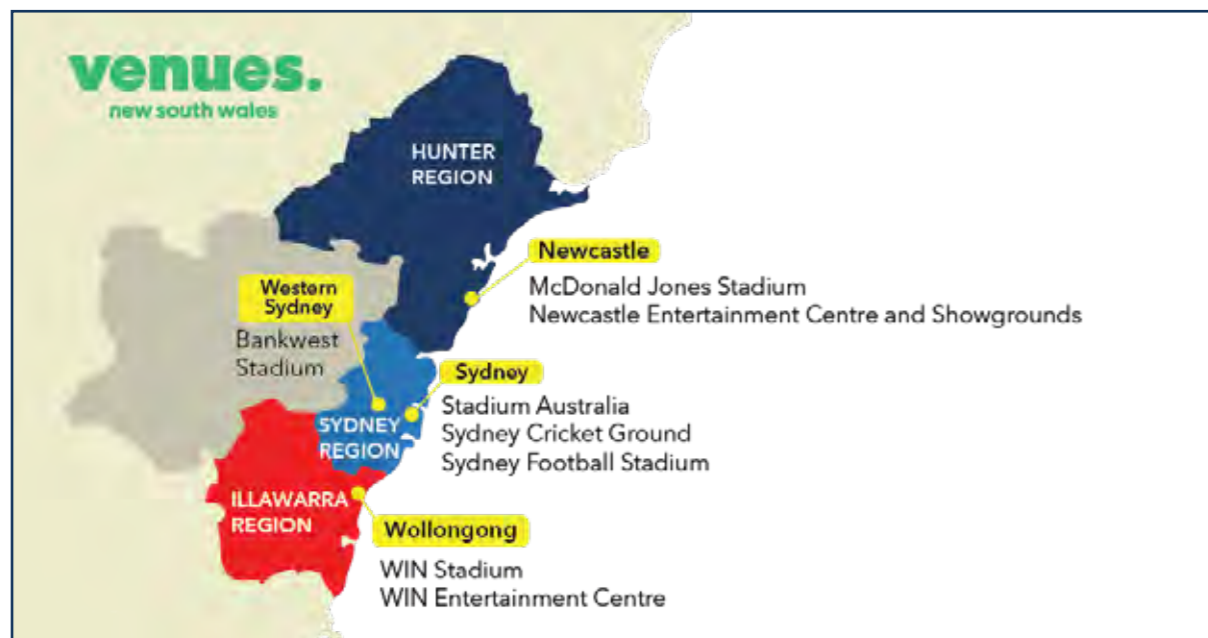 venues.
new south wales
HUNTER
REGION
Newcastle
McDonald Jones Stadium
Newcastle Entertainment Centre and Showgrounds
Western
Sydney
Bankwest
Stadium
Sydney
Stadium Australia
Sydney Cricket Ground
Sydney Football Stadium
SYDNEY
REGION
ILLAWARRA
REGION
Wollongong
WIN Stadium
WIN Entertainment Centre